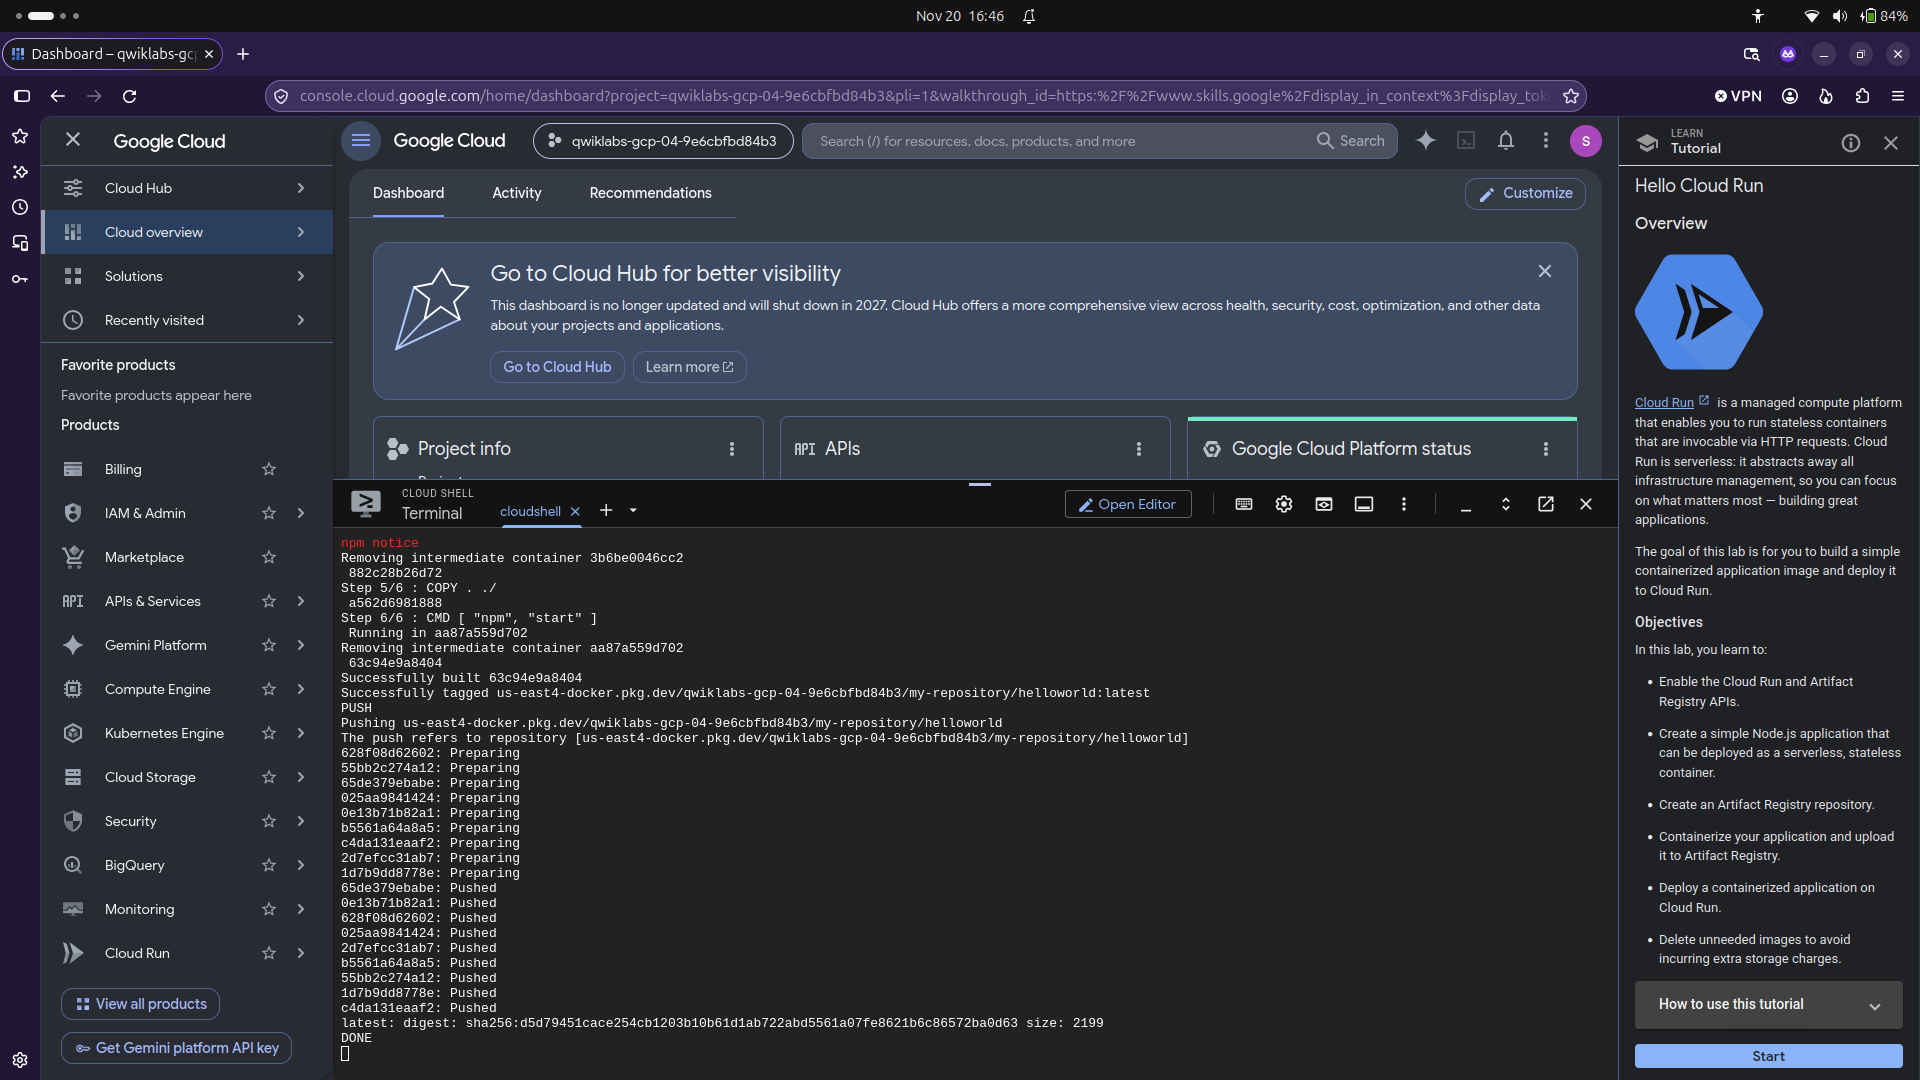 Nov 20 16:46
84%
Dashboard – qwiklabs-gc
console.cloud.google.com/home/dashboard?project=qwiklabs-gcp-04-9e6cbfbd84b3&pli=1&walkthrough_id=https:%2F%2Fwww.skills.google%2Fdisplay_in_context%3Fdisplay_tok
VPN
Google Cloud
Cloud Hub
Cloud overview
Solutions
Recently visited
Favorite products
Favorite products appear here
Products
Billing
IAM & Admin
Marketplace
API APIs & Services
Gemini Platform
Compute Engine
Kubernetes Engine
Cloud Storage
Security
BigQuery
Monitoring
Cloud Run
View all products
Get Gemini platform API key
Google Cloud
qwiklabs-gcp-04-9e6cbfbd84b3
Search (/) for resources, docs, products, and more
Search
S
Dashboard
Activity
Recommendations
Customize
Go to Cloud Hub for better visibility
This dashboard is no longer updated and will shut down in 2027. Cloud Hub offers a more comprehensive view across health, security, cost, optimization, and other data
about your projects and applications.
Go to Cloud Hub
Learn more
Project info
API APIs
Google Cloud Platform status
CLOUD SHELL
Terminal
cloudshell
Open Editor
npm notice
Removing intermediate container 3b6be0046cc2
882c28b26d72
Step 5/6 : COPY . ./
a562d6981888
Step 6/6 : CMD [ "npm", "start" ]
Running in aa87a559d702
Removing intermediate container aa87a559d702
63c94e9a8404
Successfully built 63c94e9a8404
Successfully tagged us-east4-docker.pkg.dev/qwiklabs-gcp-04-9e6cbfbd84b3/my-repository/helloworld:latest
PUSH
Pushing us-east4-docker.pkg.dev/qwiklabs-gcp-04-9e6cbfbd84b3/my-repository/helloworld
The push refers to repository [us-east4-docker.pkg.dev/qwiklabs-gcp-04-9e6cbfbd84b3/my-repository/helloworld]
628f08d62602: Preparing
55bb2c274a12: Preparing
65de379ebabe: Preparing
025aa9841424: Preparing
0e13b71b82a1: Preparing
b5561a64a8a5: Preparing
c4da131eaaf2: Preparing
2d7efcc31ab7: Preparing
1d7b9dd8778e: Preparing
65de379ebabe: Pushed
0e13b71b82a1: Pushed
628f08d62602: Pushed
025aa9841424: Pushed
2d7efcc31ab7: Pushed
b5561a64a8a5: Pushed
55bb2c274a12: Pushed
1d7b9dd8778e: Pushed
c4da131eaaf2: Pushed
latest: digest: sha256:d5d79451cace254cb1203b10b61d1ab722abd5561a07fe8621b6c86572ba0d63 size: 2199
DONE
LEARN
Tutorial
Hello Cloud Run
Overview
Cloud Run is a managed compute platform
that enables you to run stateless containers
that are invocable via HTTP requests. Cloud
Run is serverless: it abstracts away all
infrastructure management, so you can focus
on what matters most — building great
applications.
The goal of this lab is for you to build a simple
containerized application image and deploy it
to Cloud Run.
Objectives
In this lab, you learn to:
• Enable the Cloud Run and Artifact
Registry APIs.
• Create a simple Node.js application that
can be deployed as a serverless, stateless
container.
• Create an Artifact Registry repository.
• Containerize your application and upload
it to Artifact Registry.
• Deploy a containerized application on
Cloud Run.
• Delete unneeded images to avoid
incurring extra storage charges.
How to use this tutorial
Start